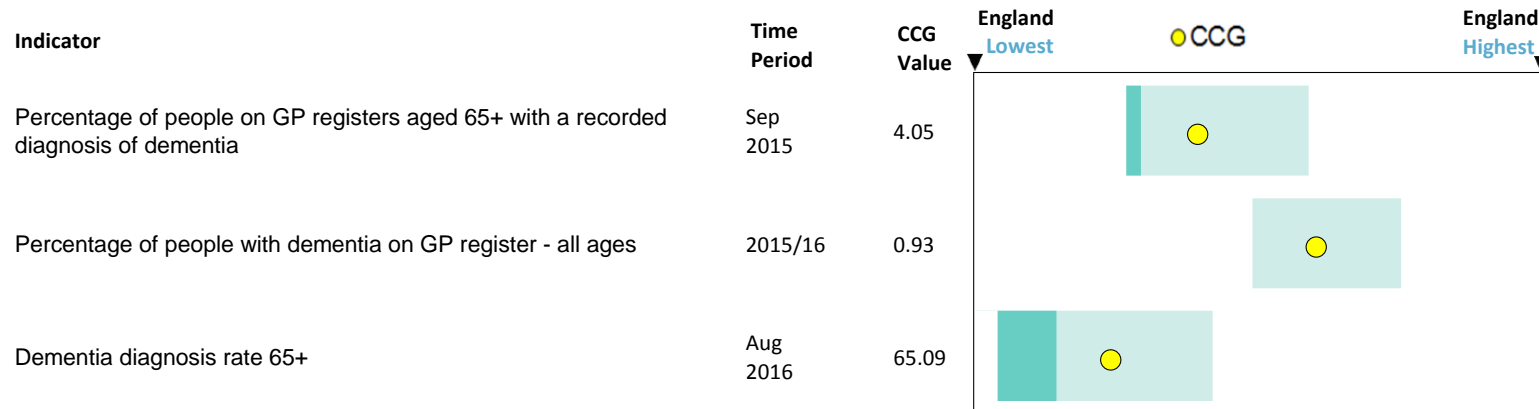 Indicator
Time
Period
CCG
Value
England
Lowest
CCG
England
Highest
Percentage of people on GP registers aged 65+ with a recorded
diagnosis of dementia
Sep
2015
4.05
Percentage of people with dementia on GP register - all ages
2015/16
0.93
Dementia diagnosis rate 65+
Aug
2016
65.09